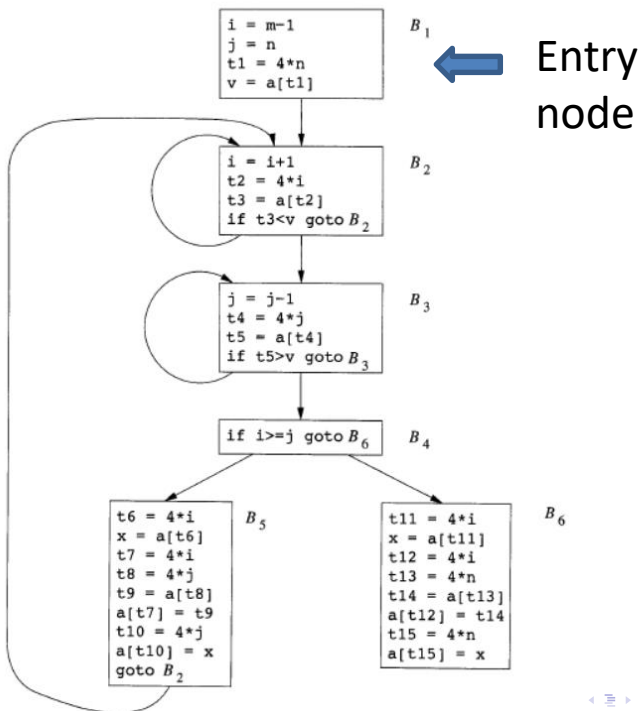 i = m-1
j = n
t1 = 4*n
v = a[t1]
B1
Entry
node
i = i+1
t2 = 4*i
t3 = a[t2]
if t3<v goto B2
B2
j = j-1
t4 = 4*j
t5 = a[t4]
if t5>v goto B3
B3
if i>=j goto B6
B4
t6 = 4*i
x = a[t6]
t7 = 4*i
t8 = 4*j
t9 = a[t8]
a[t7] = t9
t10 = 4*j
a[t10] = x
goto B2
B5
t11 = 4*i
x = a[t11]
t12 = 4*i
t13 = 4*n
t14 = a[t13]
a[t12] = t14
t15 = 4*n
a[t15] = x
B6